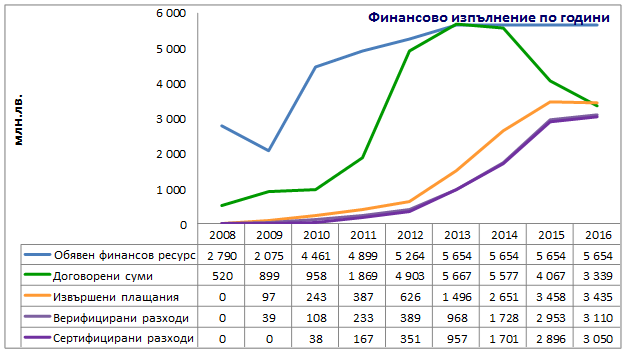 Финансово изпълнение по години
млн.лв.
6 000
5 000
4 000
3 000
2 000
1 000
0
2008 2009 2010 2011 2012 2013 2014 2015 2016
Обявен финансов ресурс 2 790 2 075 4 461 4 899 5 264 5 654 5 654 5 654 5 654
Договорени суми 520 899 958 1 869 4 903 5 667 5 577 4 067 3 339
Извършени плащания 0 97 243 387 626 1 496 2 651 3 458 3 435
Верифицирани разходи 0 39 108 233 389 968 1 728 2 953 3 110
Сертифицирани разходи 0 0 38 167 351 957 1 701 2 896 3 050